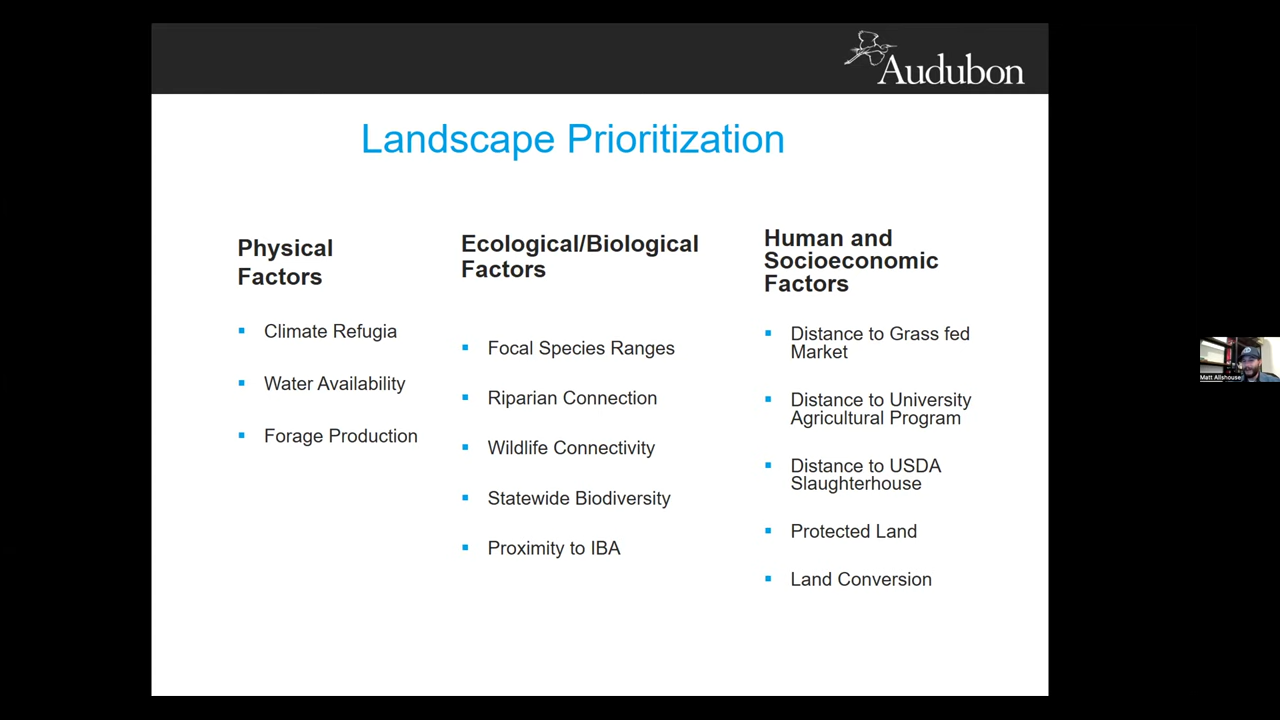 Audubon
Landscape Prioritization
Physical
Factors
Climate Refugia
Water Availability
Forage Production
Ecological/Biological
Factors
Focal Species Ranges
Riparian Connection
Wildlife Connectivity
Statewide Biodiversity
Proximity to IBA
Human and
Socioeconomic
Factors
Distance to Grass fed
Market
Distance to University
Agricultural Program
Distance to USDA
Slaughterhouse
Protected Land
Land Conversion
Matt Allshouse